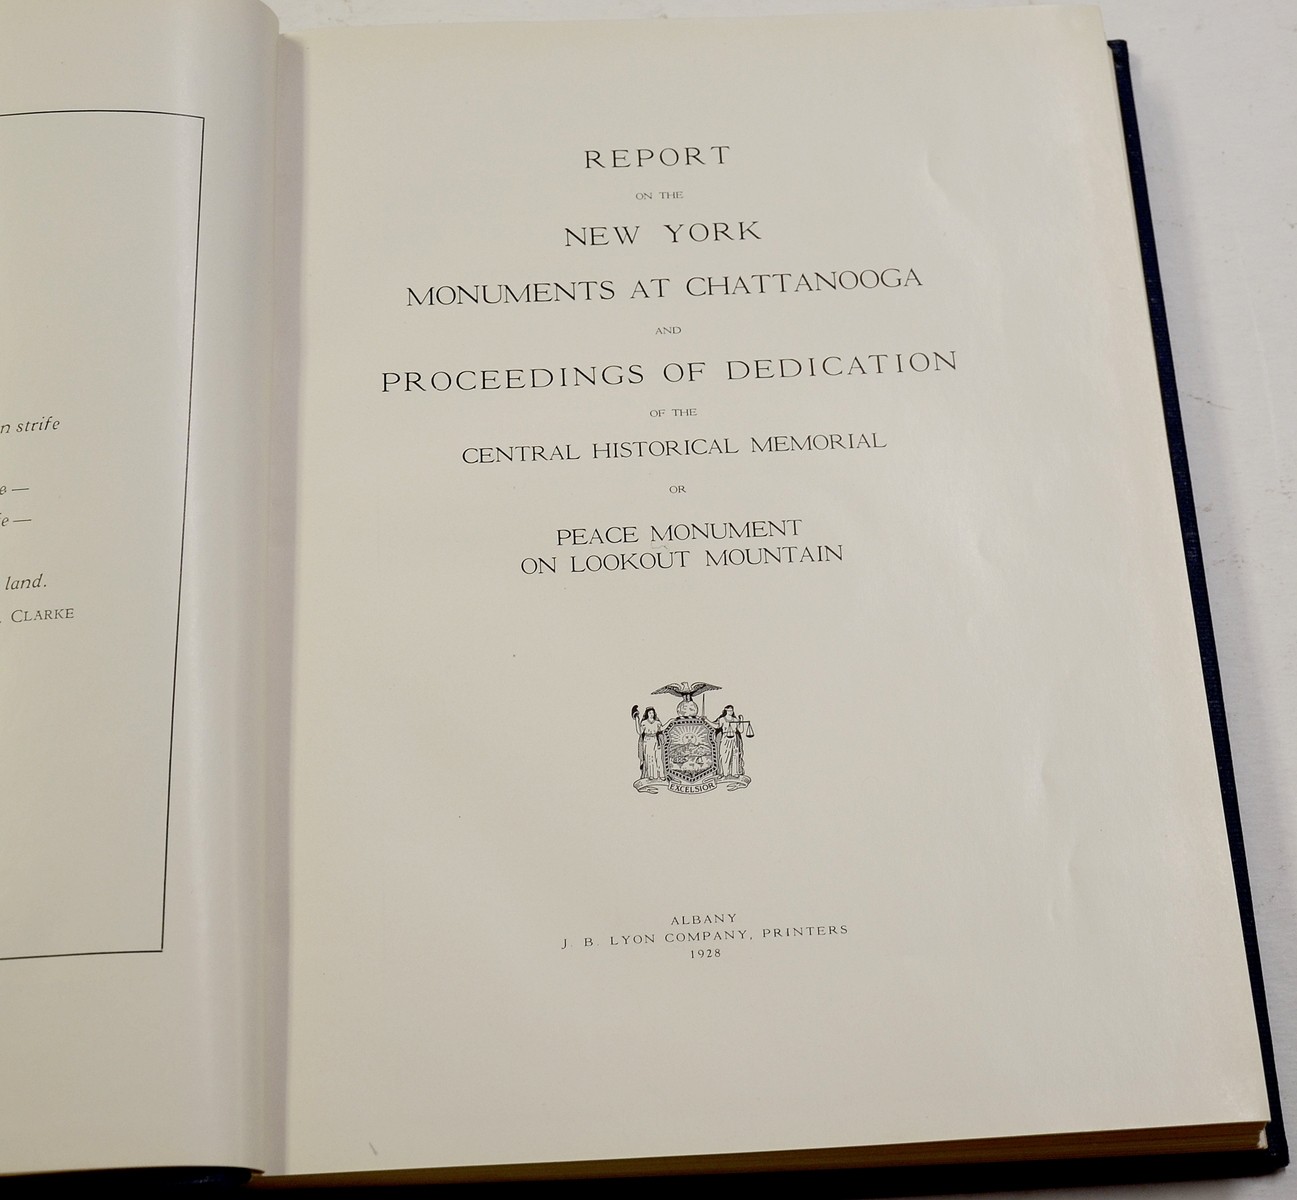 n strife
e —
e —
land.
. CLARKE
REPORT
ON THE
NEW YORK
MONUMENTS AT CHATTANOOGA
AND
PROCEEDINGS OF DEDICATION
OF THE
CENTRAL HISTORICAL MEMORIAL
OR
PEACE MONUMENT
ON LOOKOUT MOUNTAIN
EXCELSIOR
ALBANY
J. B. LYON COMPANY, PRINTERS
1928